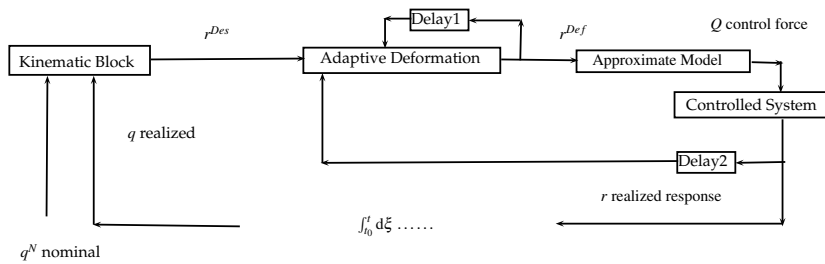 Delay1
r^{Des}
r^{Def}
Q control force
Kinematic Block
Adaptive Deformation
Approximate Model
Controlled System
q realized
Delay2
r realized response
∫_{t_0}^{t} dξ ......
q^N nominal